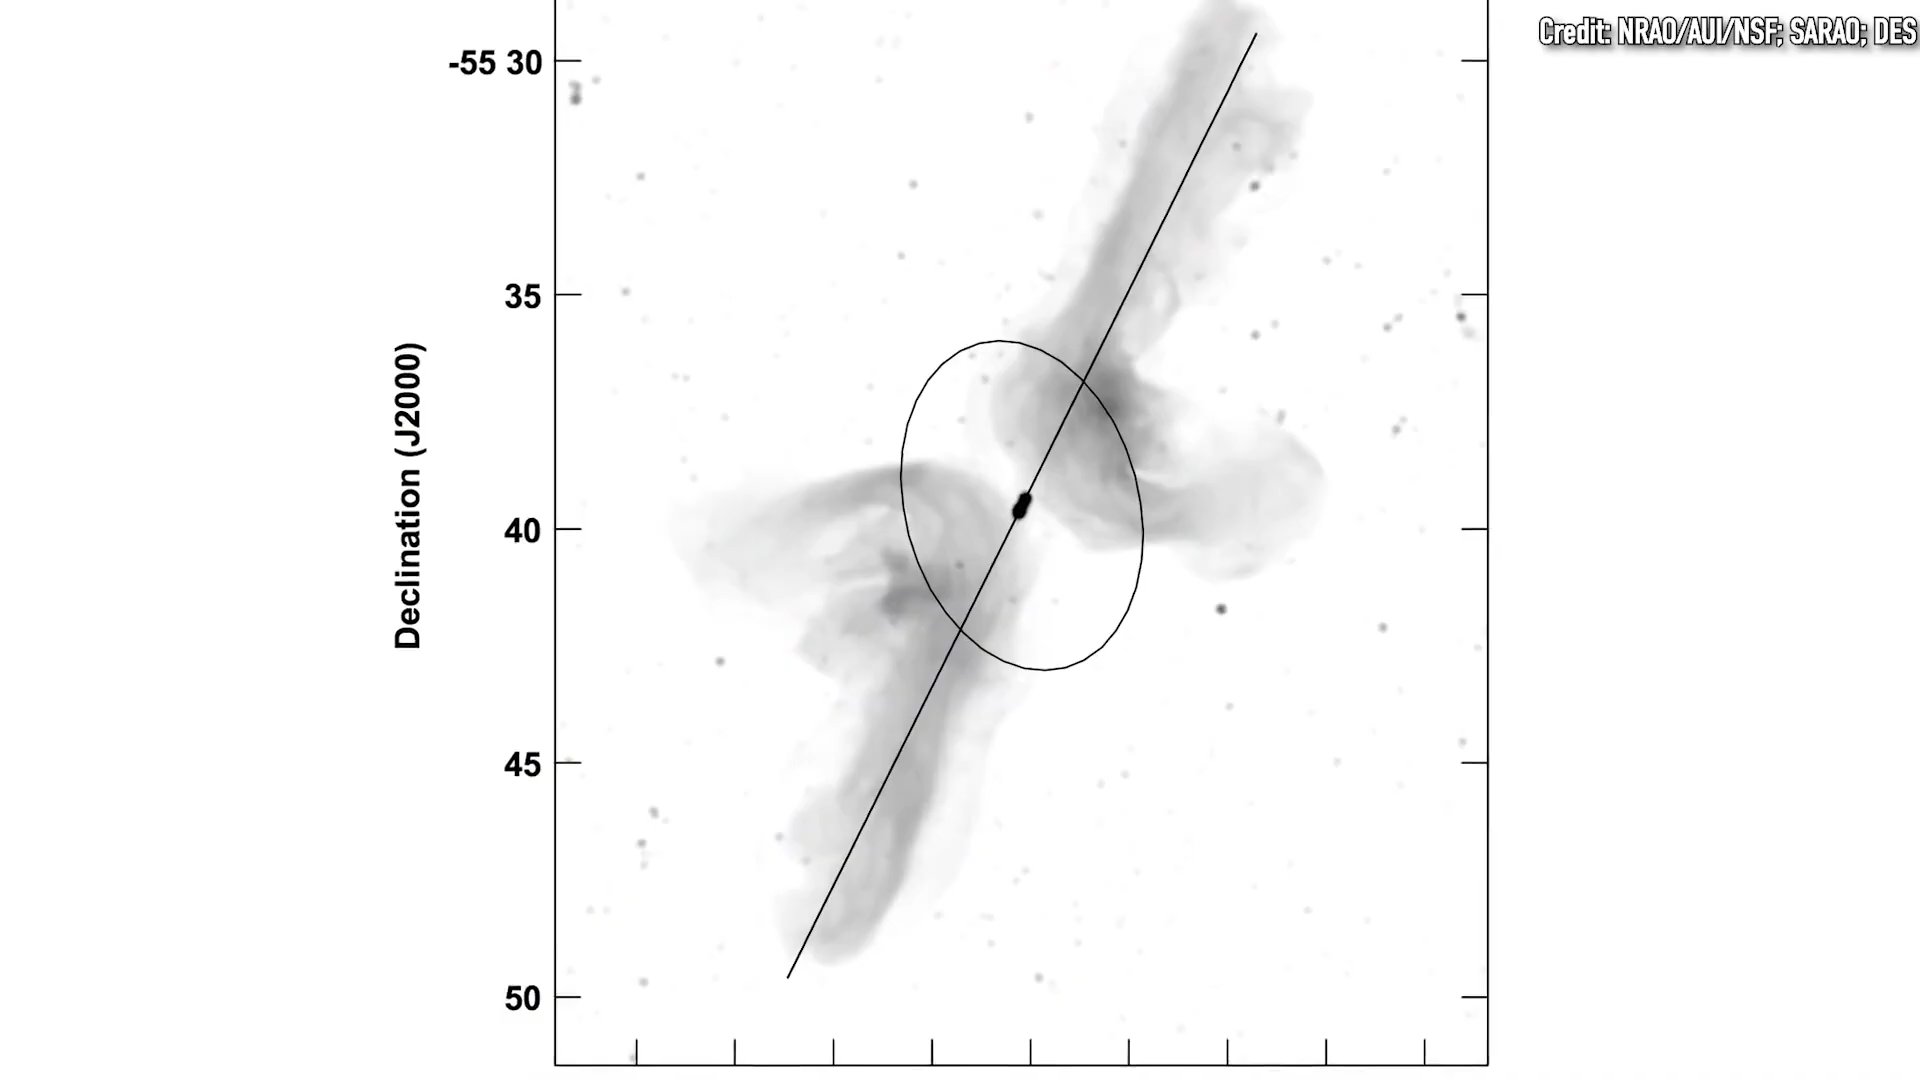 Credit: NRAO/AUI/NSF; SARAO; DES
-55 30
35
Declination (J2000)
40
45
50